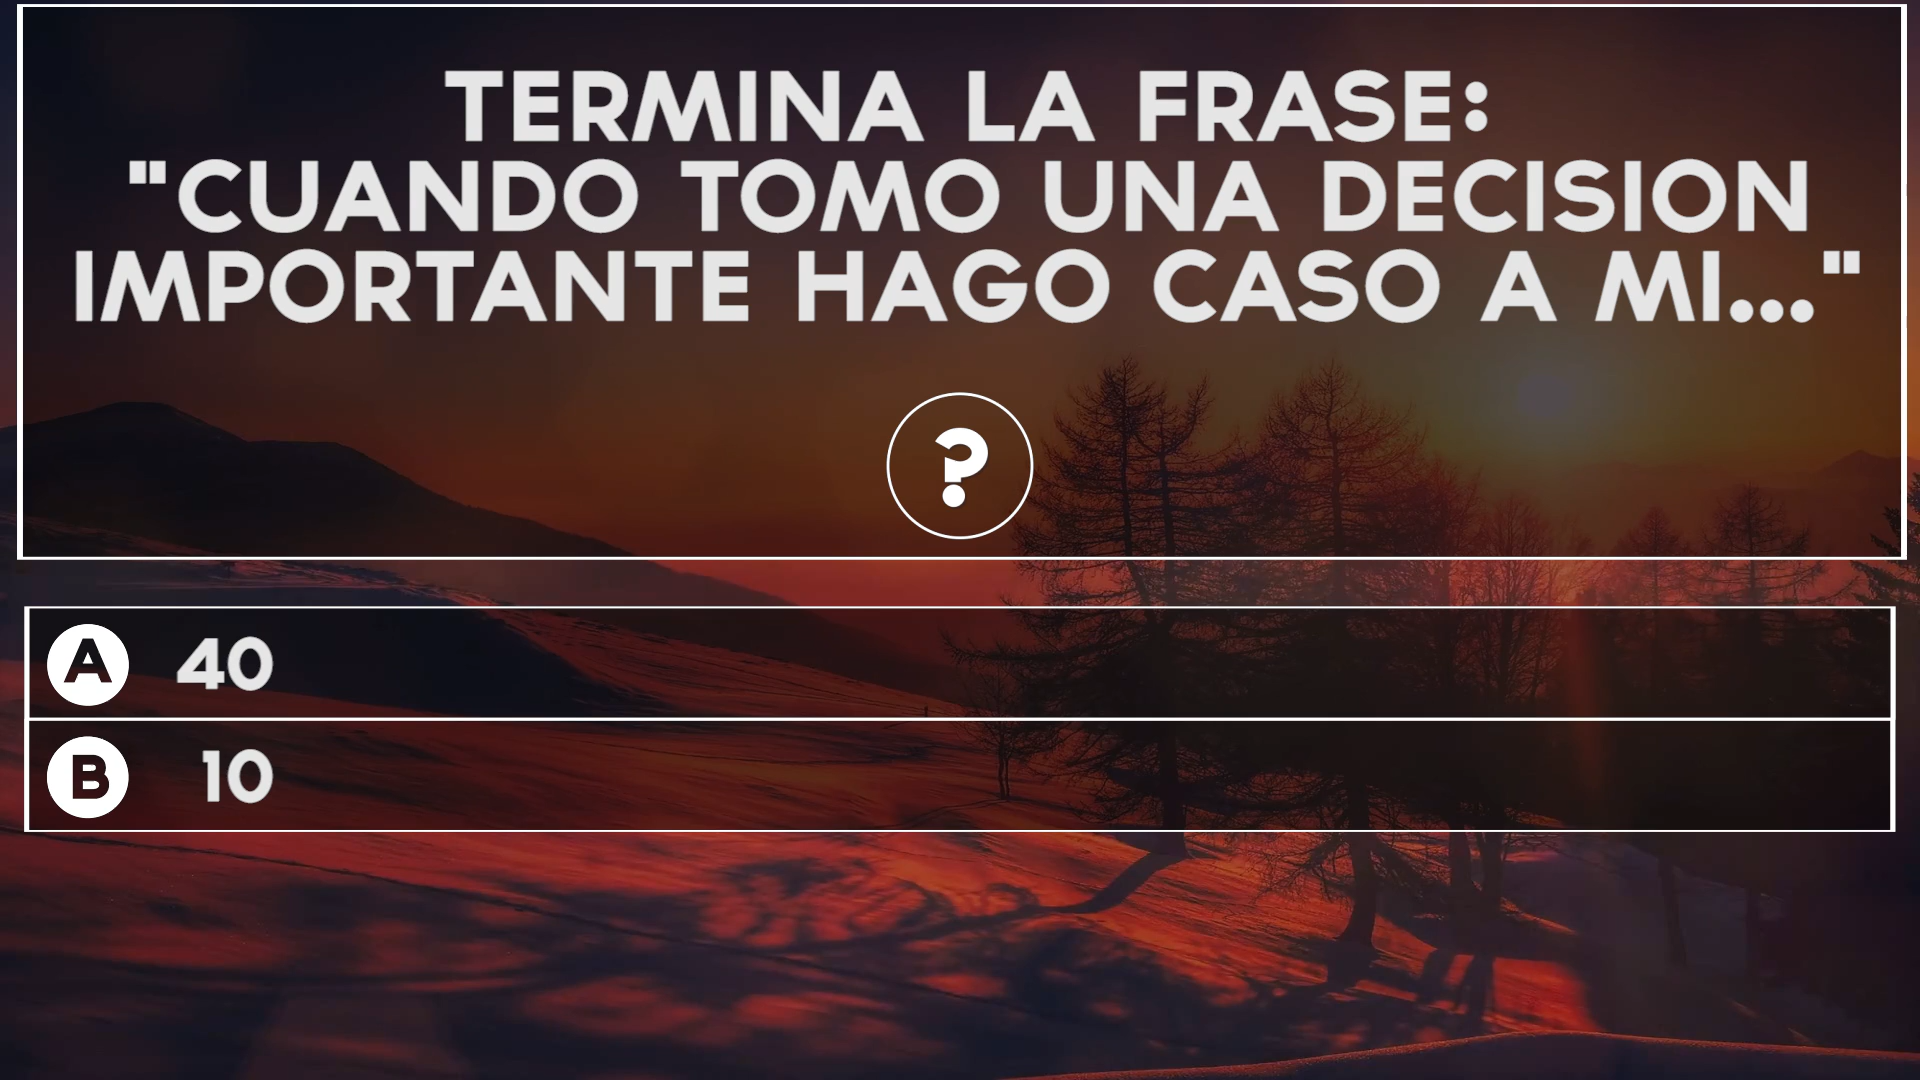 TERMINA LA FRASE:
"CUANDO TOMO UNA DECISION
IMPORTANTE HAGO CASO A MI..."
?
A 40
B 10